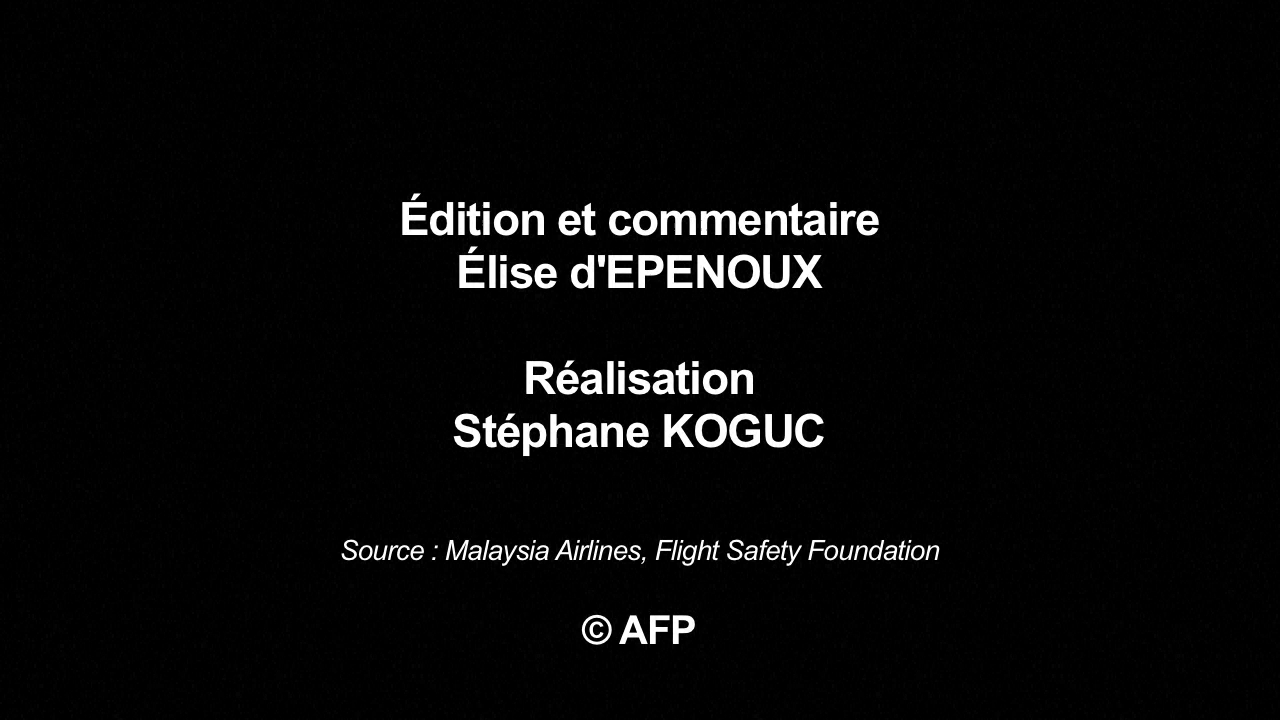 Édition et commentaire
Élise d'EPENOUX
Réalisation
Stéphane KOGUC
Source : Malaysia Airlines, Flight Safety Foundation
© AFP